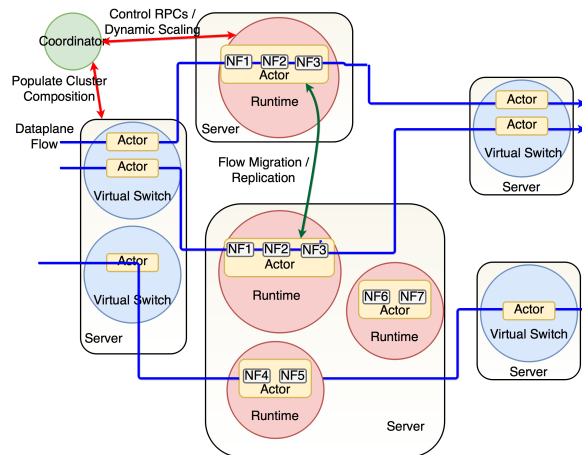 Control RPCs /
Dynamic Scaling
Coordinator
Populate Cluster
Composition
NF1 NF2 NF3
Actor
Runtime
Server
Dataplane
Flow
Actor
Actor
Virtual Switch
Actor
Virtual Switch
Server
Flow Migration /
Replication
Actor
Actor
Virtual Switch
Server
NF1 NF2 NF3
Actor
Runtime
NF6 NF7
Actor
Runtime
NF4 NF5
Actor
Runtime
Server
Actor
Virtual Switch
Server